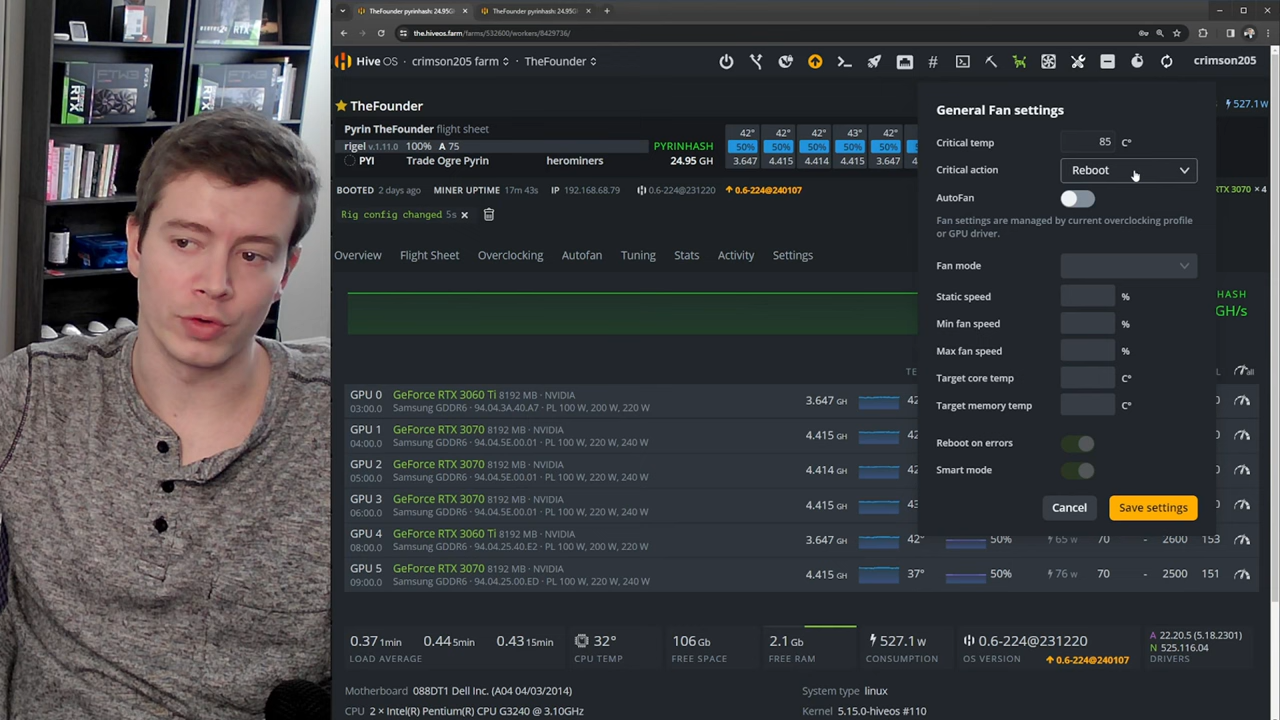 TheFounder pyrinhash: 24.95G
TheFounder pyrinhash: 24.95G
the.hiveos.farm/farms/532600/workers/8429736/
Hive OS
crimson205 farm
TheFounder
crimson205
TheFounder
527.1 W
Pyrin TheFounder flight sheet
rigel v.1.11.0 100% A 75 PYRINHASH
PYI Trade Ogre Pyrin herominers 24.95 GH
42° 42° 42° 43° 42°
50% 50% 50% 50% 50%
3.647 4.415 4.414 4.415 3.647
BOOTED 2 days ago MINER UPTIME 17m 43s IP 192.168.68.79 0.6-224@231220 0.6-224@240107
RTX 3070 ×4
Rig config changed 5s
Overview Flight Sheet Overclocking Autofan Tuning Stats Activity Settings
HASH
GH/s
General Fan settings
Critical temp 85 C°
Critical action Reboot
AutoFan
Fan settings are managed by current overclocking profile
or GPU driver.
Fan mode
Static speed %
Min fan speed %
Max fan speed %
Target core temp C°
Target memory temp C°
Reboot on errors
Smart mode
Cancel Save settings
TE
L
all
GPU 0 GeForce RTX 3060 Ti 8192 MB · NVIDIA
03:00.0 Samsung GDDR6 · 94.04.3A.40.A7 · PL 100 W, 200 W, 220 W
3.647 GH 42
0
GPU 1 GeForce RTX 3070 8192 MB · NVIDIA
04:00.0 Samsung GDDR6 · 94.04.5E.00.01 · PL 100 W, 220 W, 240 W
4.415 GH 42
0
GPU 2 GeForce RTX 3070 8192 MB · NVIDIA
05:00.0 Samsung GDDR6 · 94.04.5E.00.01 · PL 100 W, 220 W, 240 W
4.414 GH 42
0
GPU 3 GeForce RTX 3070 8192 MB · NVIDIA
06:00.0 Samsung GDDR6 · 94.04.5E.00.01 · PL 100 W, 220 W, 240 W
4.415 GH 43
0
GPU 4 GeForce RTX 3060 Ti 8192 MB · NVIDIA
08:00.0 Samsung GDDR6 · 94.04.25.40.E2 · PL 100 W, 200 W, 220 W
3.647 GH 42° 50% 65 W 70 - 2600 153
GPU 5 GeForce RTX 3070 8192 MB · NVIDIA
09:00.0 Samsung GDDR6 · 94.04.25.00.ED · PL 100 W, 220 W, 240 W
4.415 GH 37° 50% 76 W 70 - 2500 151
0.37 1min 0.44 5min 0.43 15min
LOAD AVERAGE
32°
CPU TEMP
106 Gb
FREE SPACE
2.1 Gb
FREE RAM
527.1 W
CONSUMPTION
0.6-224@231220
OS VERSION 0.6-224@240107
A 22.20.5 (5.18.2301)
N 525.116.04
DRIVERS
Motherboard 088DT1 Dell Inc. (A04 04/03/2014)
CPU 2 × Intel(R) Pentium(R) CPU G3240 @ 3.10GHz
System type linux
Kernel 5.15.0-hiveos #110